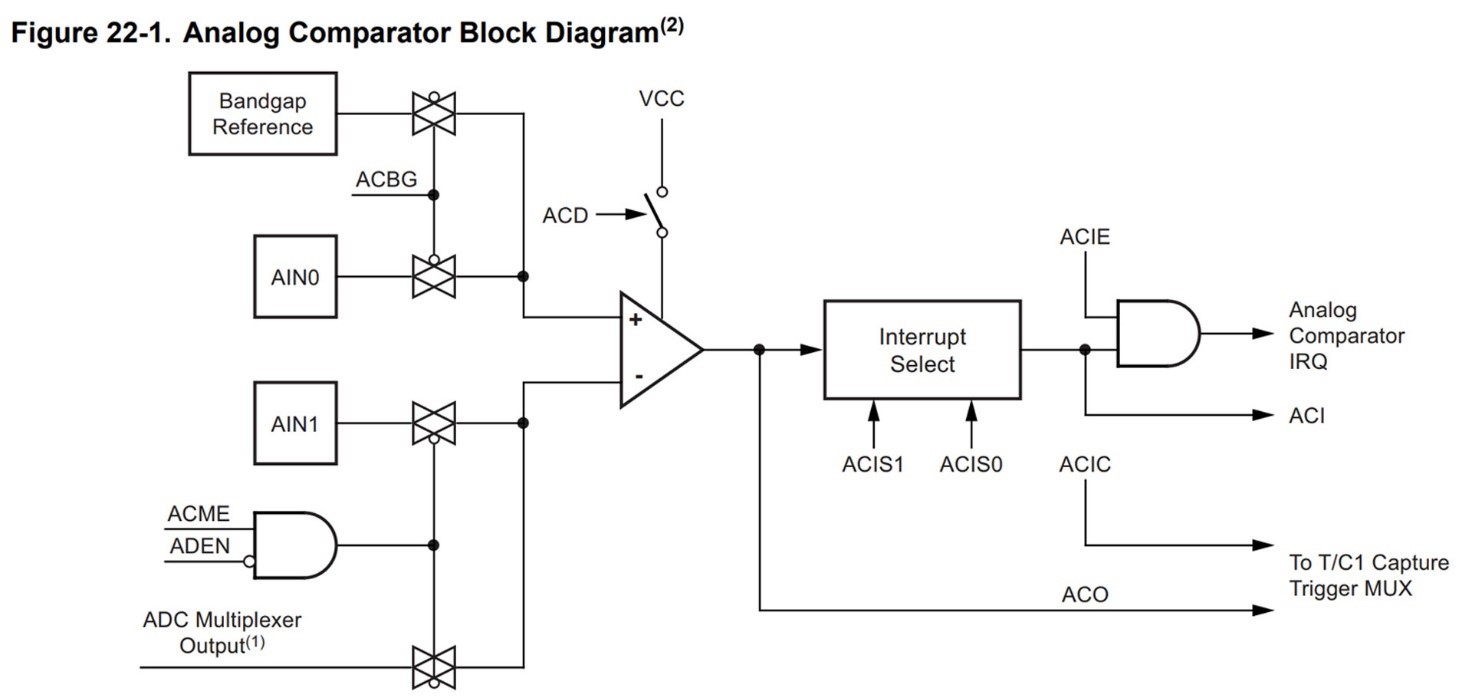 Figure 22-1. Analog Comparator Block Diagram(2)
Bandgap
Reference
VCC
ACBG
ACD
ACIE
AIN0
+
Interrupt
Select
Analog
Comparator
IRQ
-
AIN1
ACI
ACIS1
ACIS0
ACIC
ACME
ADEN
To T/C1 Capture
Trigger MUX
ACO
ADC Multiplexer
Output(1)